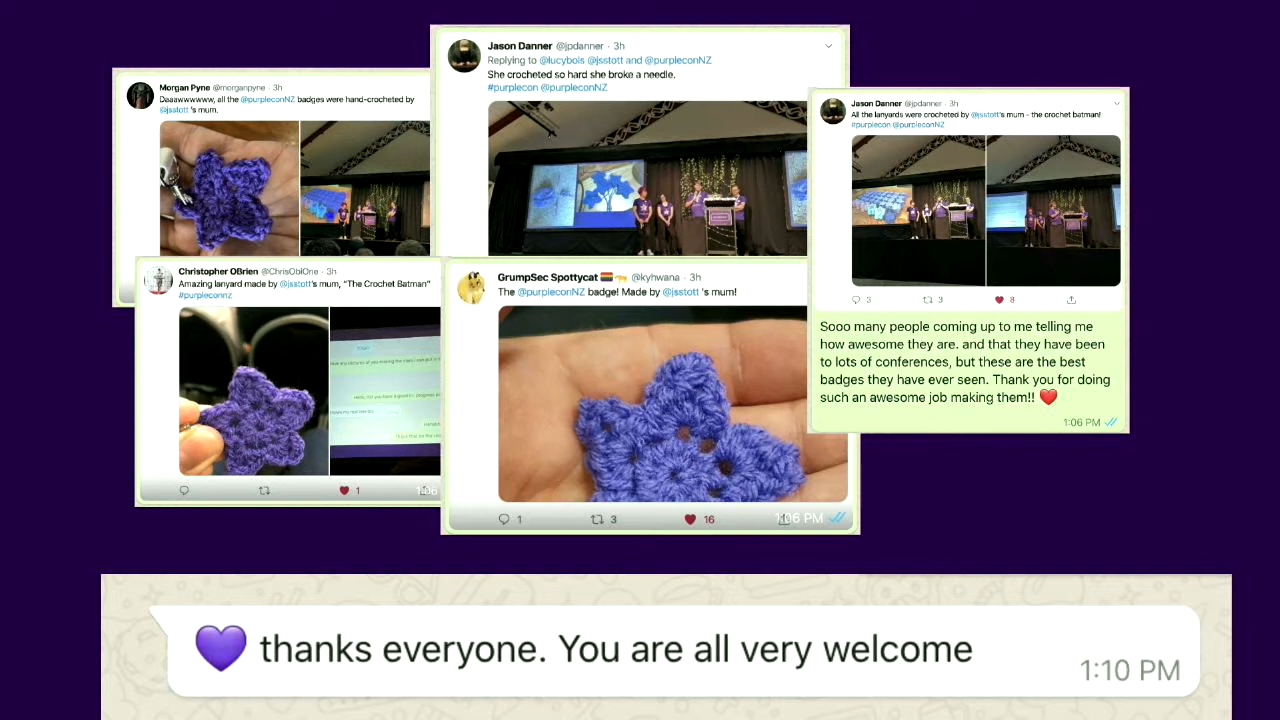 Morgan Pyne @morganpyne · 3h
Daaawwwwww, all the @purpleconNZ badges were hand-crocheted by
@jsstott 's mum.
Jason Danner @jpdanner · 3h
Replying to @lucybols @jsstott and @purpleconNZ
She crocheted so hard she broke a needle.
#purplecon @purpleconNZ
Jason Danner @jpdanner · 3h
All the lanyards were crocheted by @jsstott's mum - the crochet batman!
#purplecon @purpleconNZ
3 3 8
Sooo many people coming up to me telling me
how awesome they are. and that they have been
to lots of conferences, but these are the best
badges they have ever seen. Thank you for doing
such an awesome job making them!! ❤️
1:06 PM
Christopher OBrien @ChrisObiOne · 3h
Amazing lanyard made by @jsstott's mum, “The Crochet Batman”
#purpleconnz
1 1:06
GrumpSec Spottycat 🏳️‍🌈🐆 @kyhwana · 3h
The @purpleconNZ badge! Made by @jsstott 's mum!
1 3 16 1:06 PM
💜 thanks everyone. You are all very welcome
1:10 PM